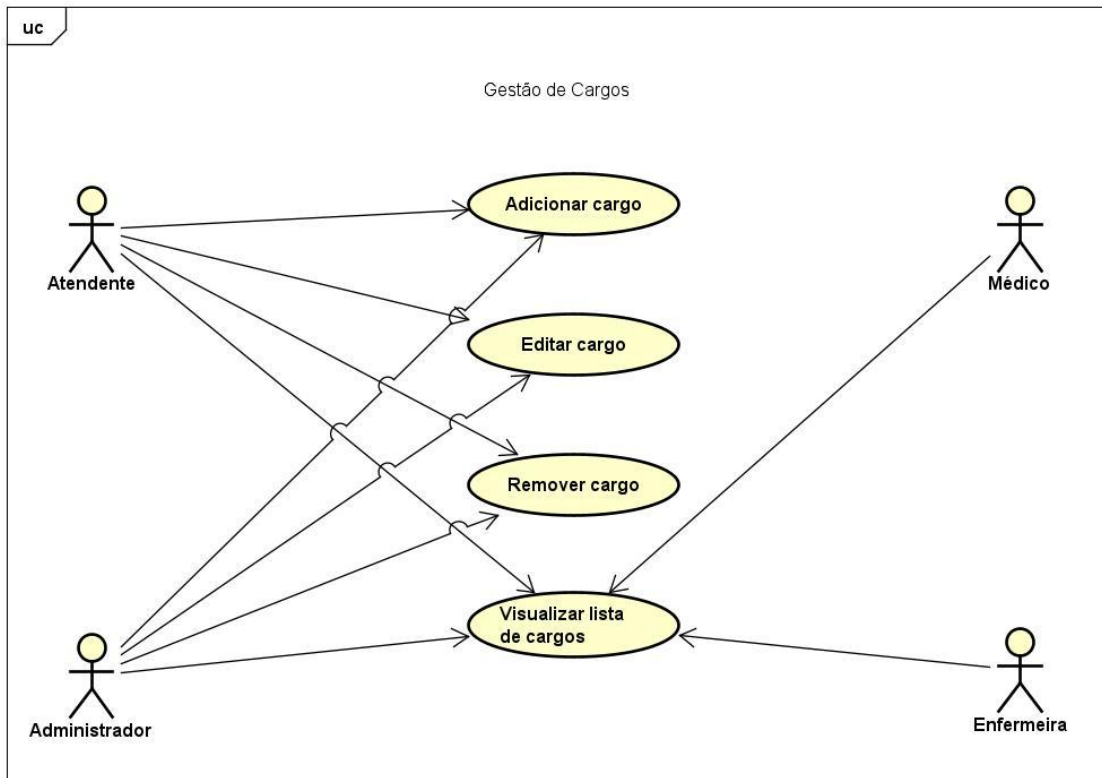 uc
Gestão de Cargos
Adicionar cargo
Atendente
Médico
Editar cargo
Remover cargo
Visualizar lista
de cargos
Administrador
Enfermeira